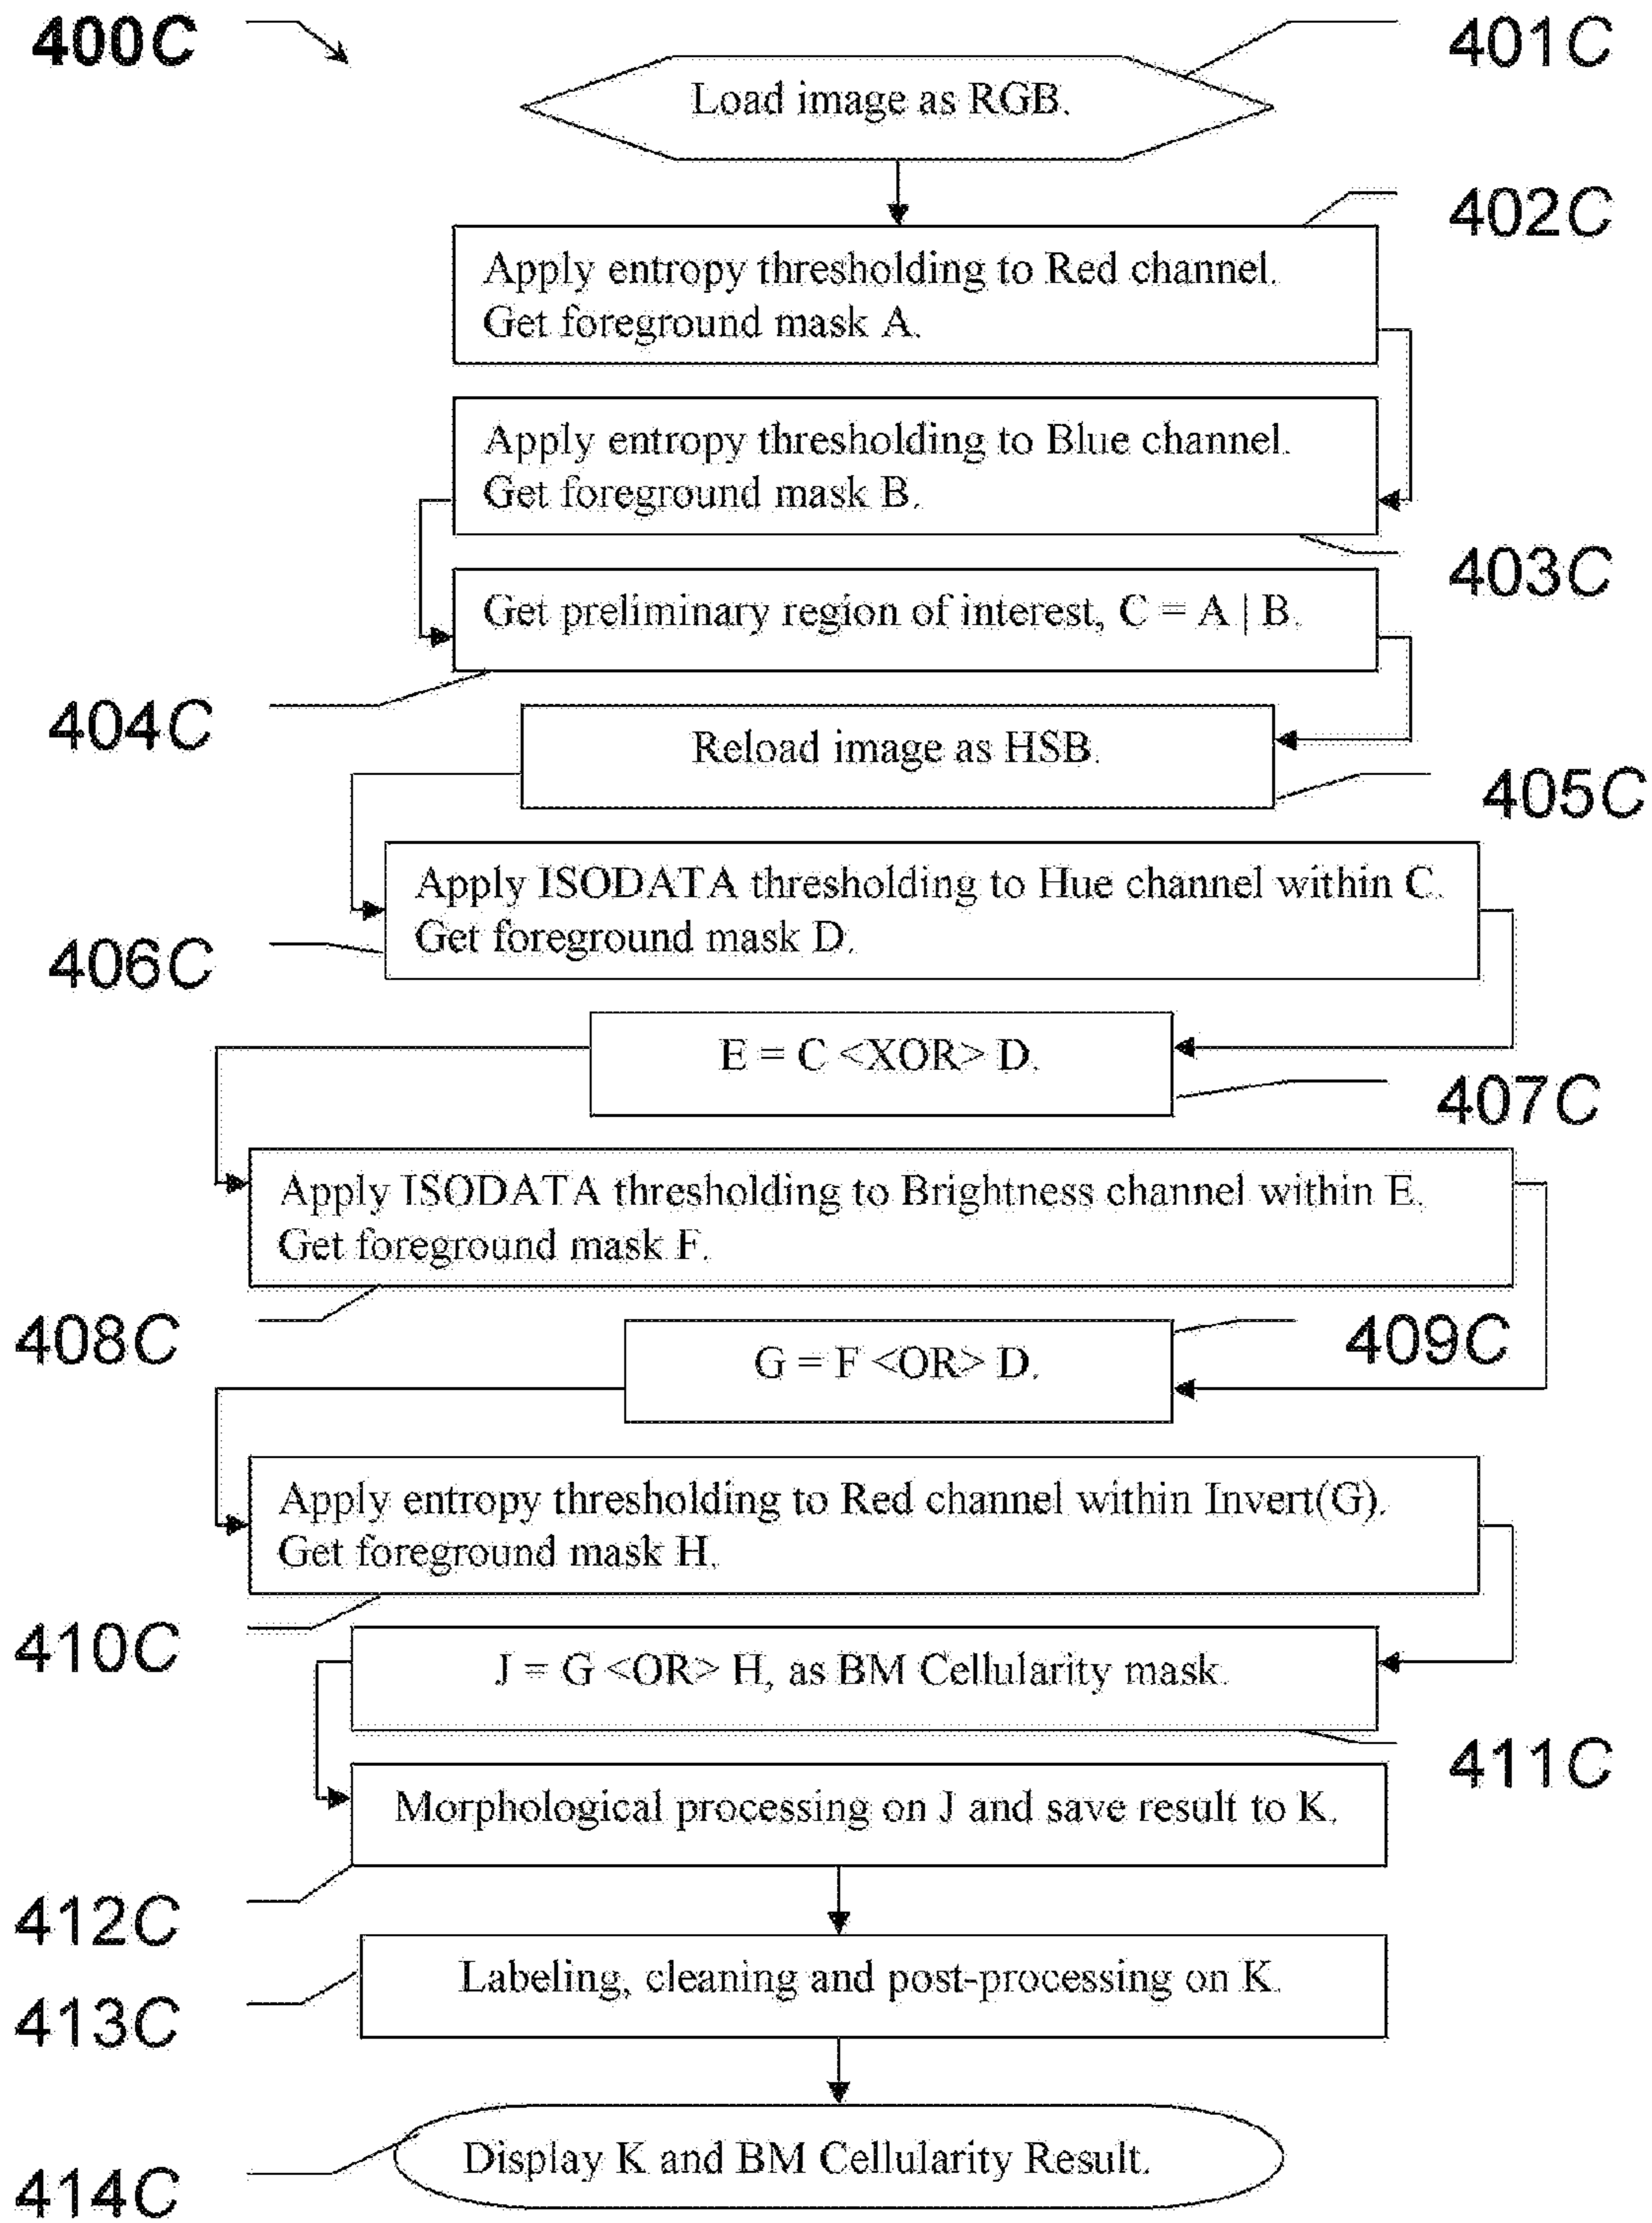 400C
401C
Load image as RGB.
402C
Apply entropy thresholding to Red channel.
Get foreground mask A.
Apply entropy thresholding to Blue channel.
Get foreground mask B.
403C
Get preliminary region of interest, C = A | B.
404C
Reload image as HSB.
405C
Apply ISODATA thresholding to Hue channel within C.
Get foreground mask D.
406C
E = C <XOR> D.
407C
Apply ISODATA thresholding to Brightness channel within E.
Get foreground mask F.
408C
409C
G = F <OR> D.
Apply entropy thresholding to Red channel within Invert(G).
Get foreground mask H.
410C
J = G <OR> H, as BM Cellularity mask.
411C
Morphological processing on J and save result to K.
412C
Labeling, cleaning and post-processing on K.
413C
Display K and BM Cellularity Result.
414C